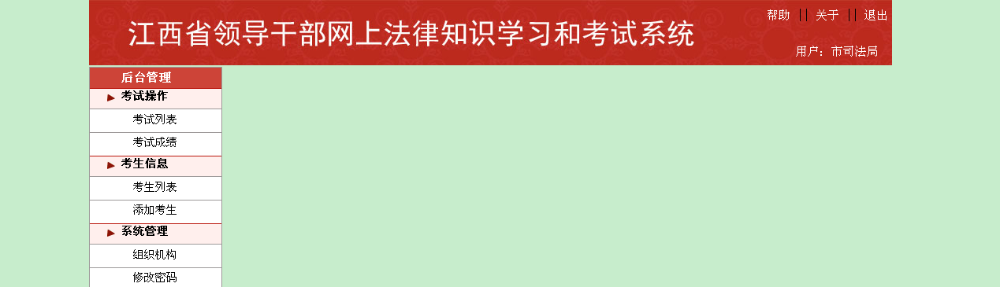 江西省领导干部网上法律知识学习和考试系统
帮助 || 关于 || 退出
用户：市司法局
后台管理
考试操作
考试列表
考试成绩
考生信息
考生列表
添加考生
系统管理
组织机构
修改密码